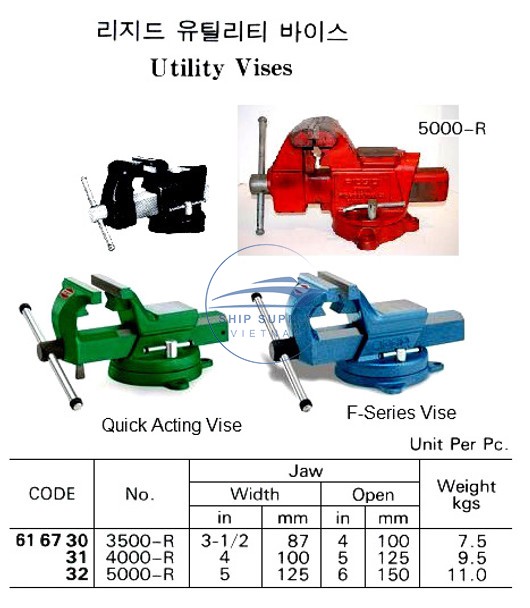 리지드 유틸리티 바이스
Utility Vises
5000-R
SHIP SUPP
VIETNA
Quick Acting Vise
F-Series Vise
Unit Per Pc.
CODE No. Jaw Weight kgs
Width Open
in mm in mm
61 67 30 3500-R 3-1/2 87 4 100 7.5
31 4000-R 4 100 5 125 9.5
32 5000-R 5 125 6 150 11.0